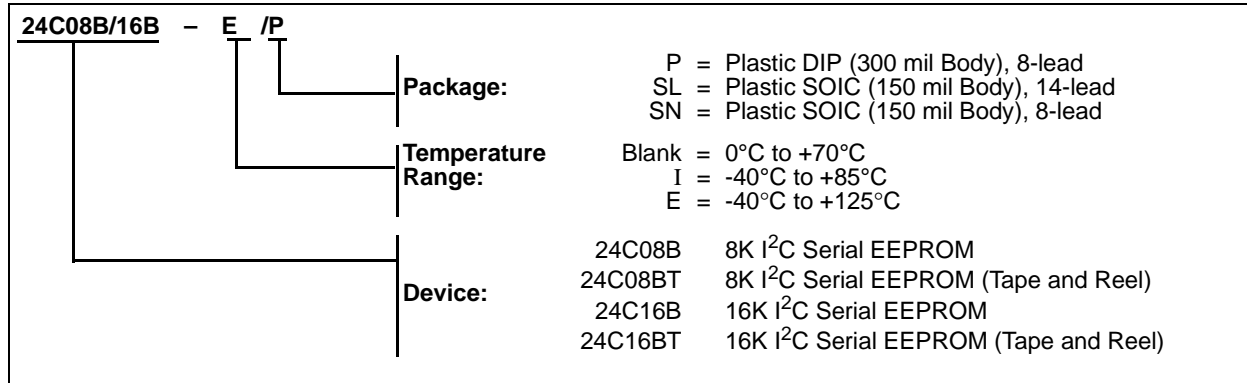 24C08B/16B – E /P
Package: P = Plastic DIP (300 mil Body), 8-lead
SL = Plastic SOIC (150 mil Body), 14-lead
SN = Plastic SOIC (150 mil Body), 8-lead
Temperature Range: Blank = 0°C to +70°C
I = -40°C to +85°C
E = -40°C to +125°C
Device: 24C08B 8K I²C Serial EEPROM
24C08BT 8K I²C Serial EEPROM (Tape and Reel)
24C16B 16K I²C Serial EEPROM
24C16BT 16K I²C Serial EEPROM (Tape and Reel)